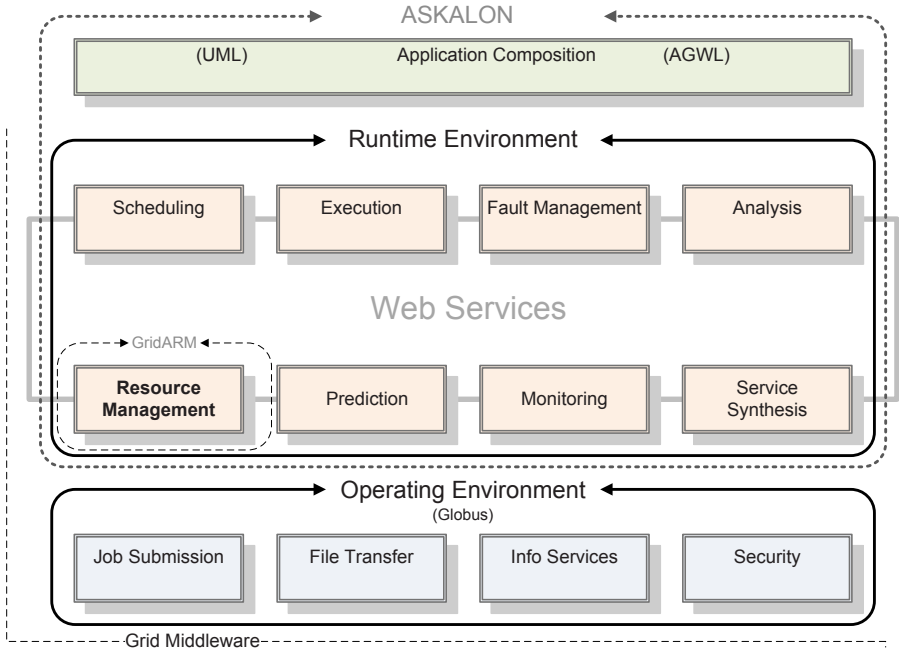 ASKALON
(UML) Application Composition (AGWL)
Runtime Environment
Scheduling
Execution
Fault Management
Analysis
Web Services
GridARM
Resource
Management
Prediction
Monitoring
Service
Synthesis
Operating Environment
(Globus)
Job Submission
File Transfer
Info Services
Security
Grid Middleware